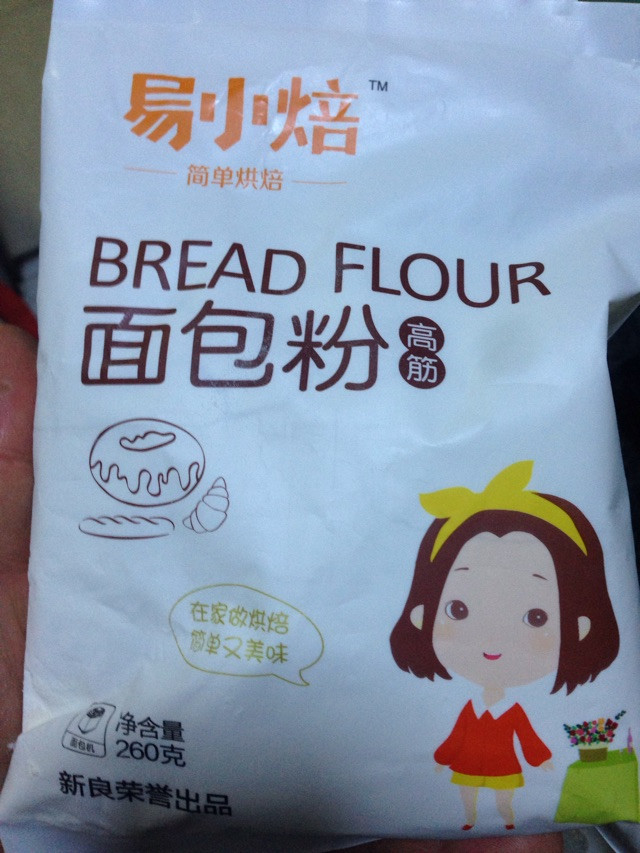 易小焙 TM
简单烘焙
BREAD FLOUR
面包粉 高筋
在家做烘焙
简单又美味
面包机
净含量
260克
新良荣誉出品